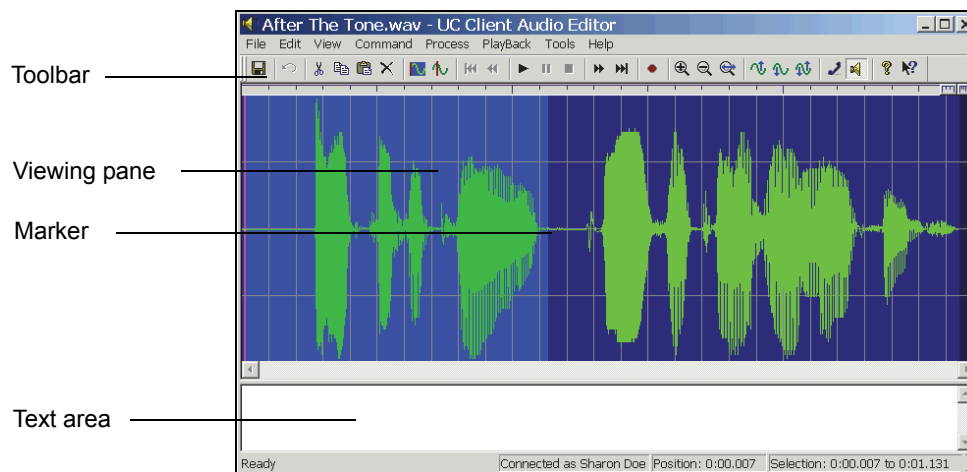 After The Tone.wav - UC Client Audio Editor
File Edit View Command Process PlayBack Tools Help
Toolbar
Viewing pane
Marker
Text area
Ready Connected as Sharon Doe Position: 0:00.007 Selection: 0:00.007 to 0:01.131